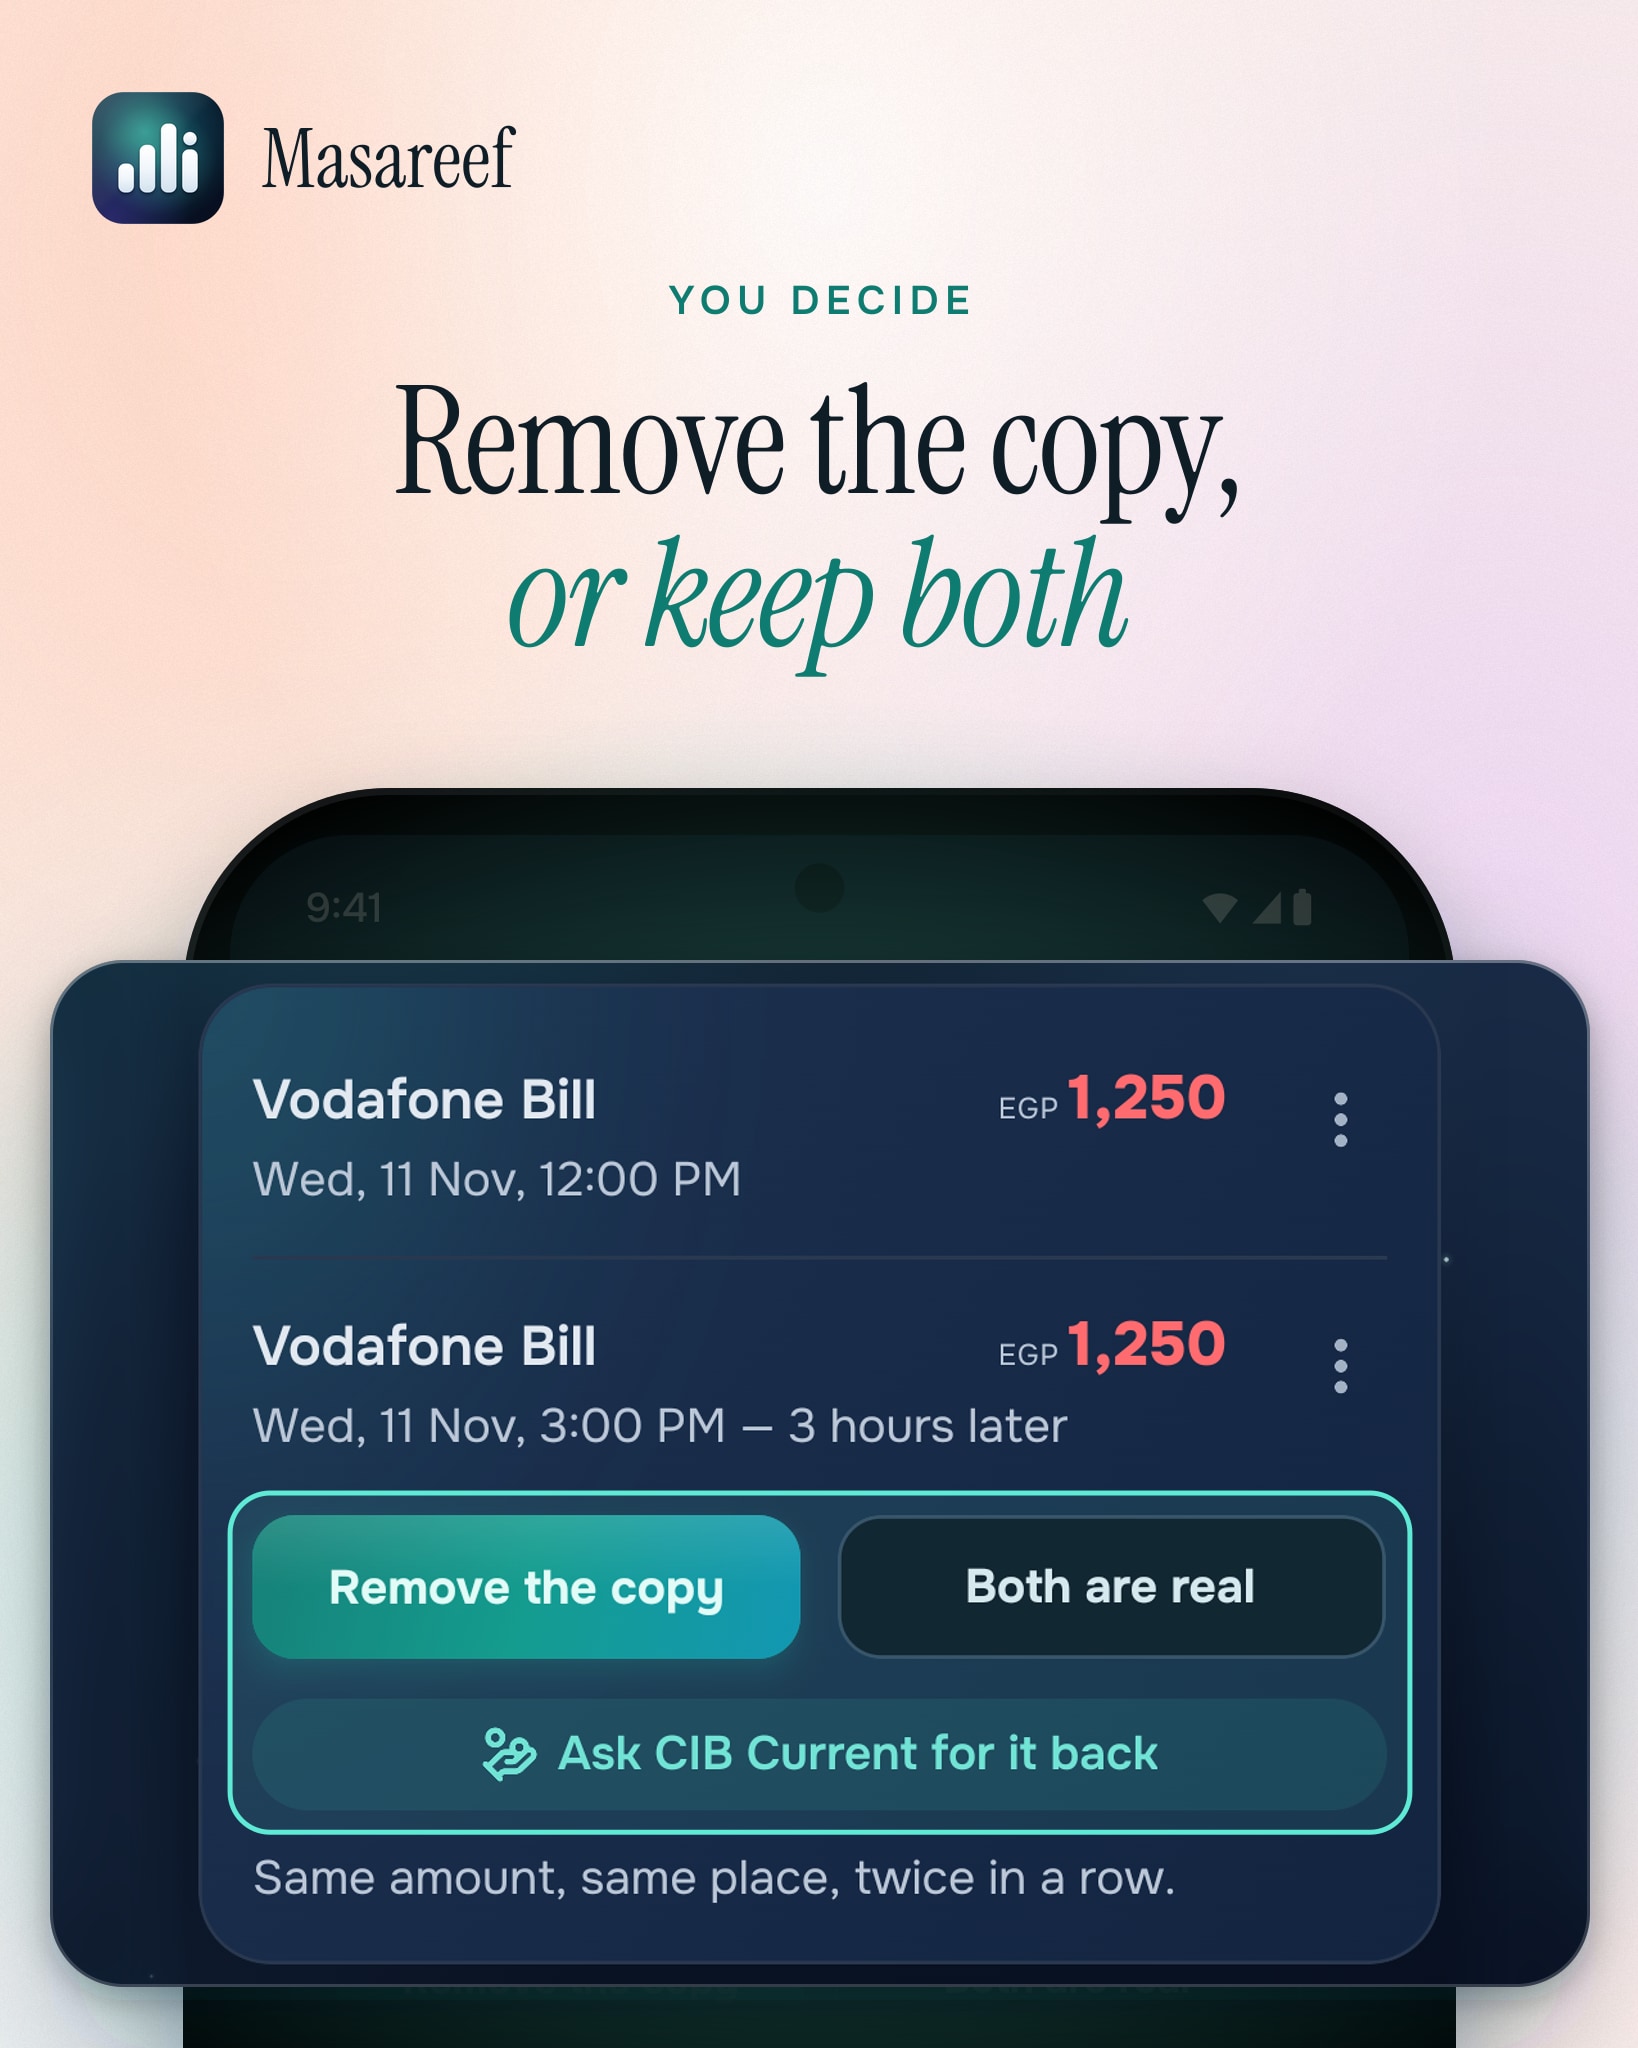 Masareef
YOU DECIDE
Remove the copy,
or keep both
9:41
Vodafone Bill EGP 1,250
Wed, 11 Nov, 12:00 PM
Vodafone Bill EGP 1,250
Wed, 11 Nov, 3:00 PM — 3 hours later
Remove the copy Both are real
Ask CIB Current for it back
Same amount, same place, twice in a row.